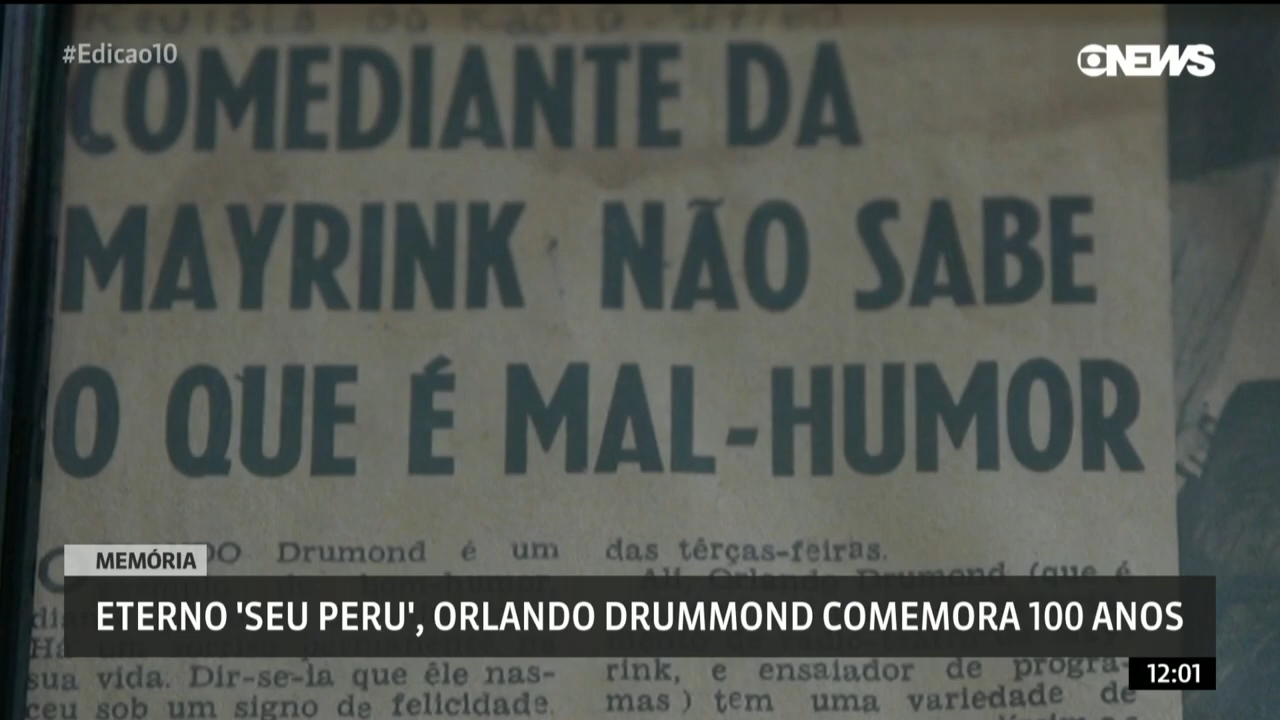 #Edicao10
GNEWS
COMEDIANTE DA
MAYRINK NÃO SABE
O QUE É MAL-HUMOR
Drumond é um
das têrças-feiras.
MEMÓRIA
ETERNO 'SEU PERU', ORLANDO DRUMMOND COMEMORA 100 ANOS
sua vida. Dir-se-la que êle nas-
ceu sob um signo de felicidade.
rink, e ensaiador de progra-
mas) tem uma variedade de
12:01